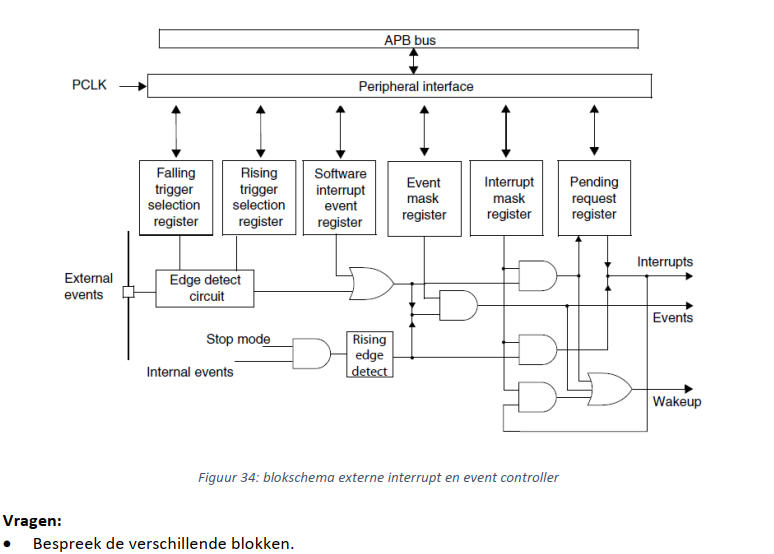 APB bus
PCLK
Peripheral interface
Falling
trigger
selection
register
Rising
trigger
selection
register
Software
interrupt
event
register
Event
mask
register
Interrupt
mask
register
Pending
request
register
External
events
Edge detect
circuit
Interrupts
Events
Stop mode
Internal events
Rising
edge
detect
Wakeup
Figuur 34: blokschema externe interrupt en event controller
Vragen:
• Bespreek de verschillende blokken.